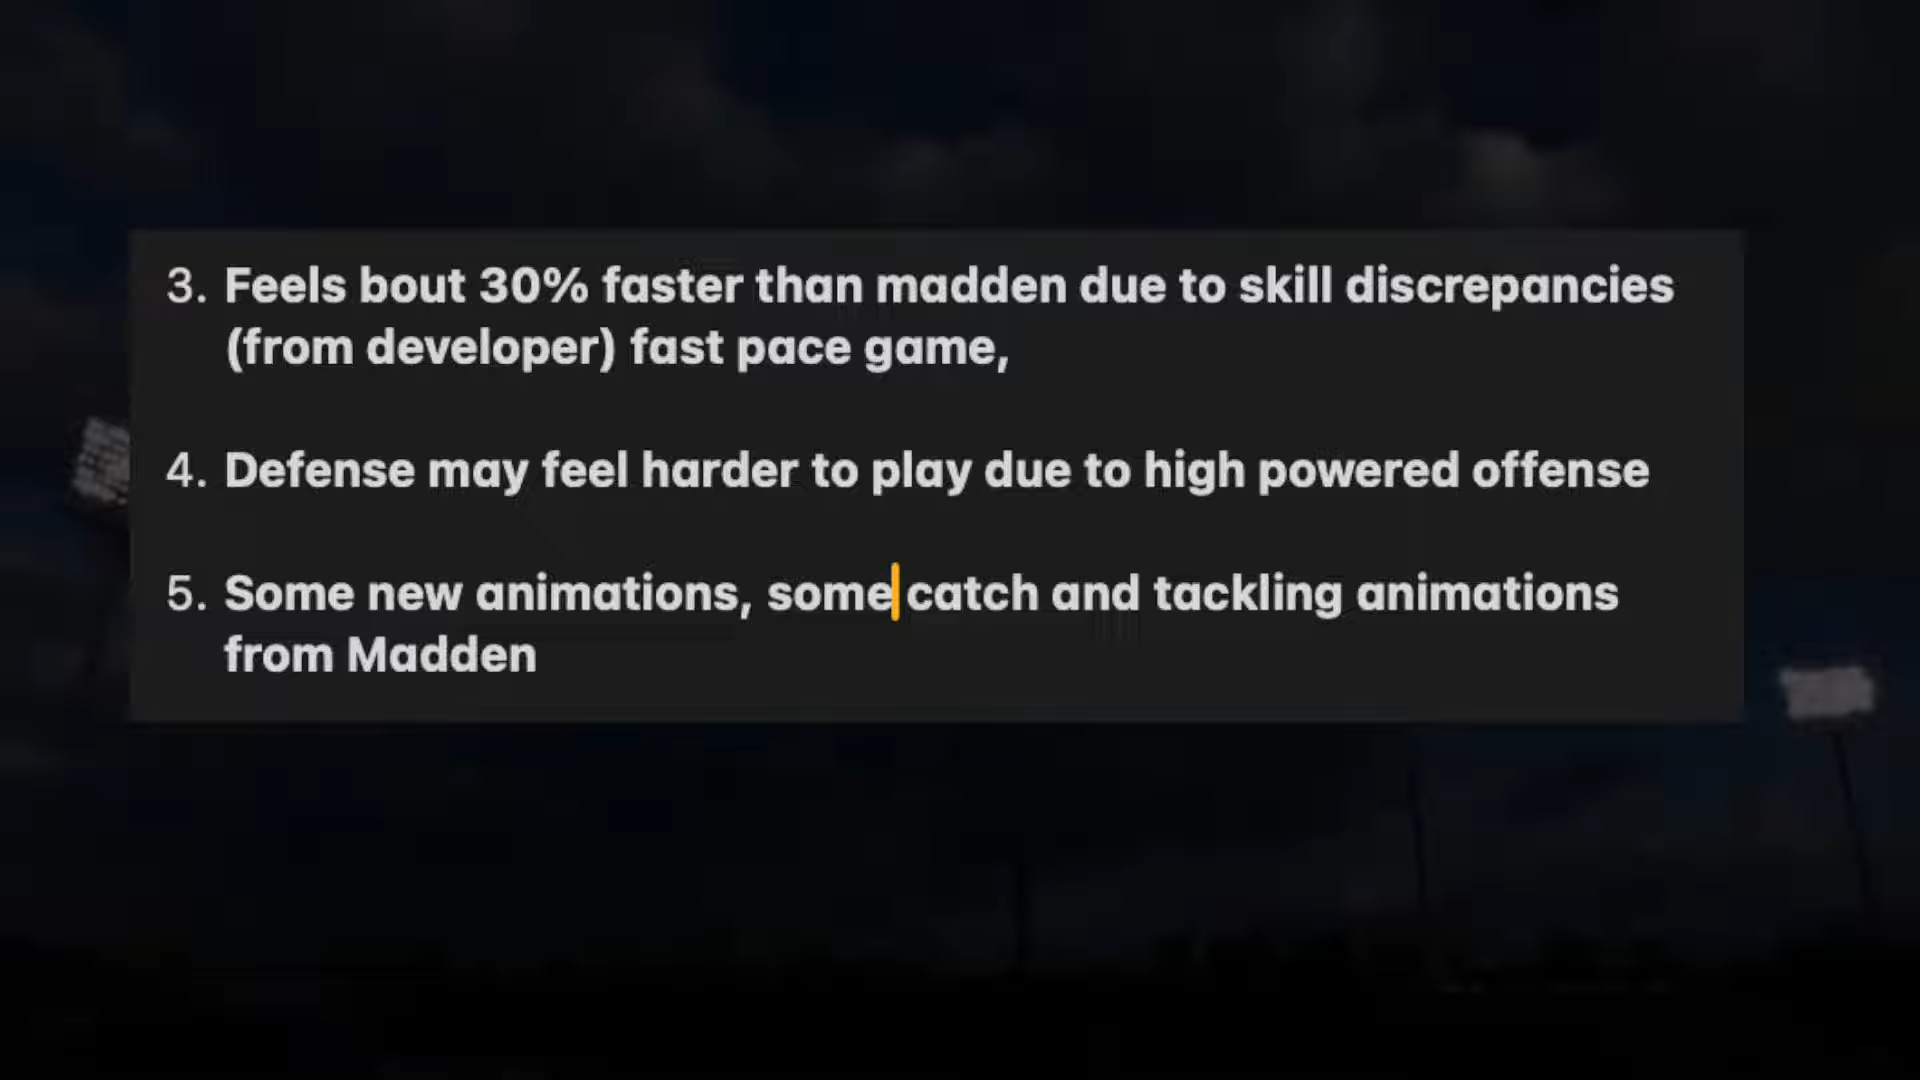 3. Feels bout 30% faster than madden due to skill discrepancies
(from developer) fast pace game,
4. Defense may feel harder to play due to high powered offense
5. Some new animations, some catch and tackling animations
from Madden